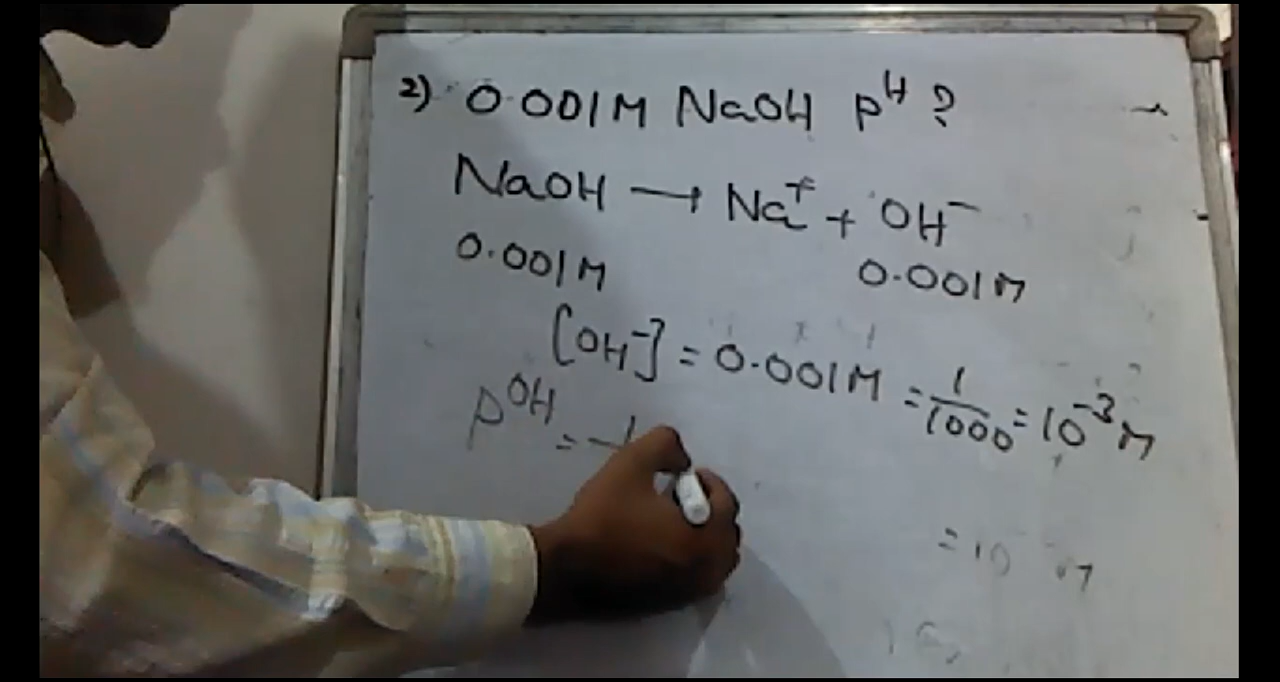 2) 0.001M NaOH pH ?
NaOH → Na+ + OH−
0.001M 0.001M
[OH−] = 0.001M = 1/1000 = 10−3 M
pOH = −l
= 10 M